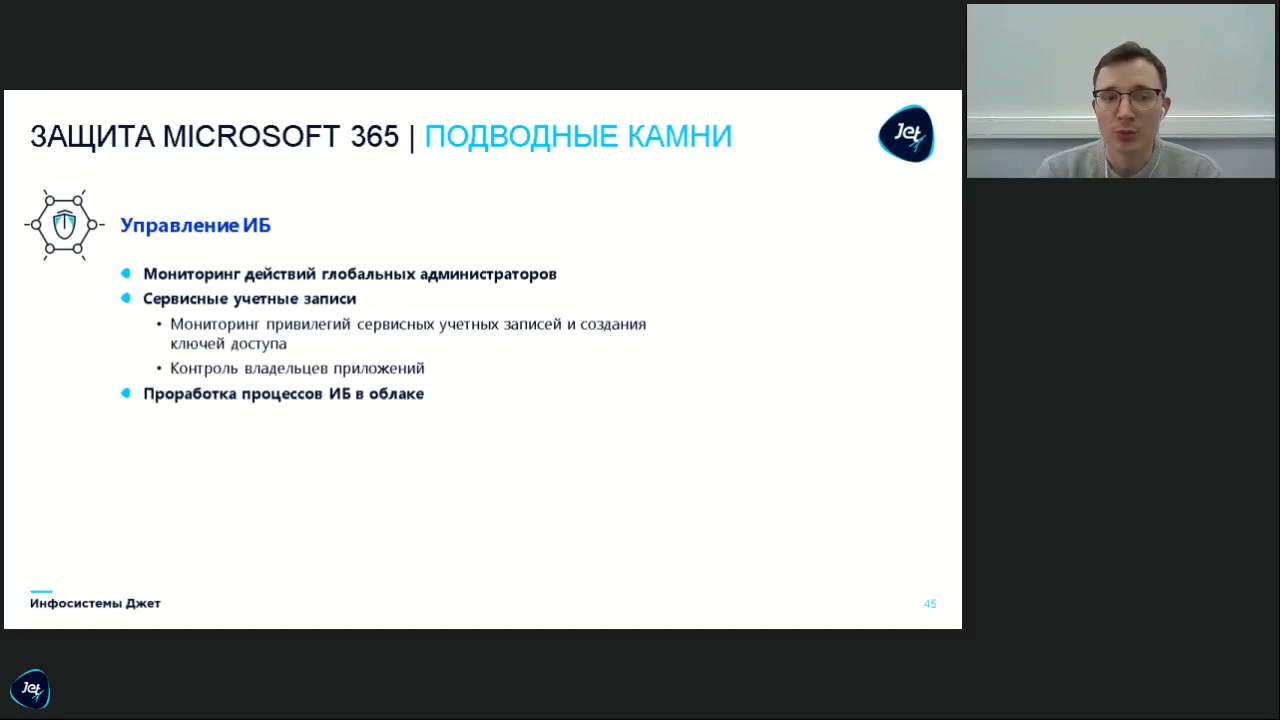 ЗАЩИТА MICROSOFT 365 | ПОДВОДНЫЕ КАМНИ
Jet
Управление ИБ
Мониторинг действий глобальных администраторов
Сервисные учетные записи
• Мониторинг привилегий сервисных учетных записей и создания
ключей доступа
• Контроль владельцев приложений
Проработка процессов ИБ в облаке
Инфосистемы Джет
45
Jet